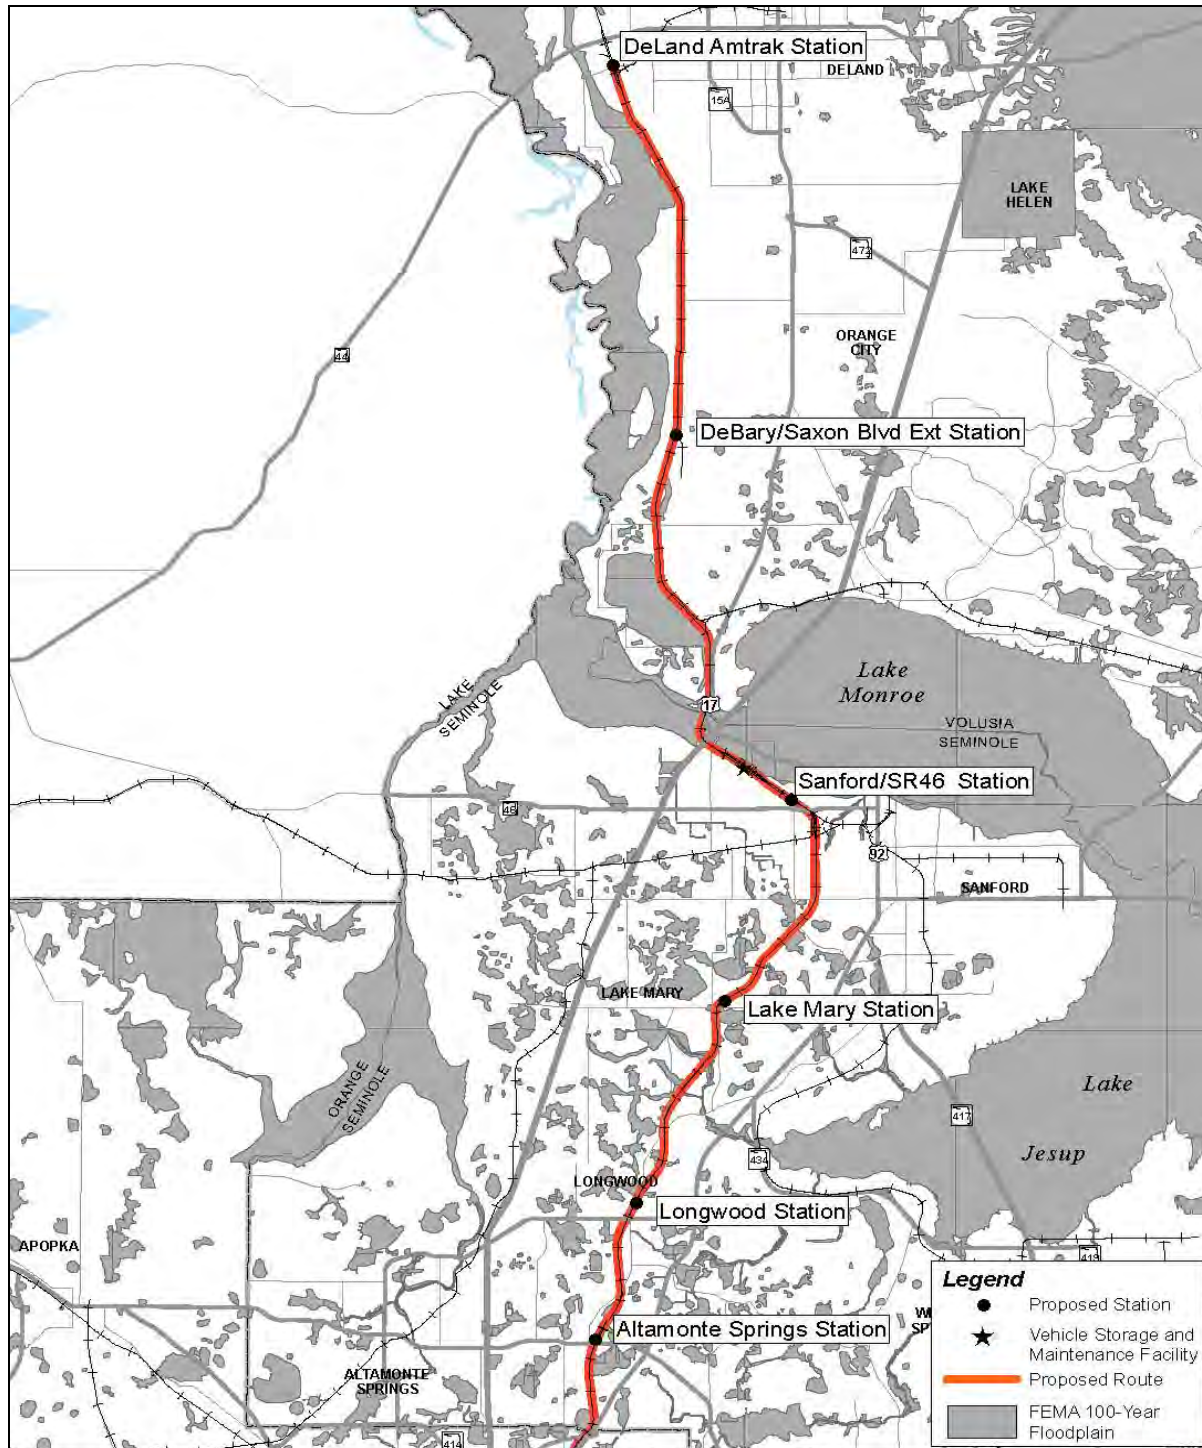 DeLand Amtrak Station
DELAND
15A
LAKE
HELEN
472
ORANGE
CITY
44
DeBary/Saxon Blvd Ext Station
Lake
Monroe
LAKE
SEMINOLE
17
VOLUSIA
SEMINOLE
Sanford/SR46 Station
46
92
SANFORD
LAKE MARY
Lake Mary Station
ORANGE
SEMINOLE
Lake
417
Jesup
434
LONGWOOD
Longwood Station
APOPKA
419
Altamonte Springs Station
ALTAMONTE
SPRINGS
414
Legend
Proposed Station
Vehicle Storage and
Maintenance Facility
Proposed Route
FEMA 100-Year
Floodplain